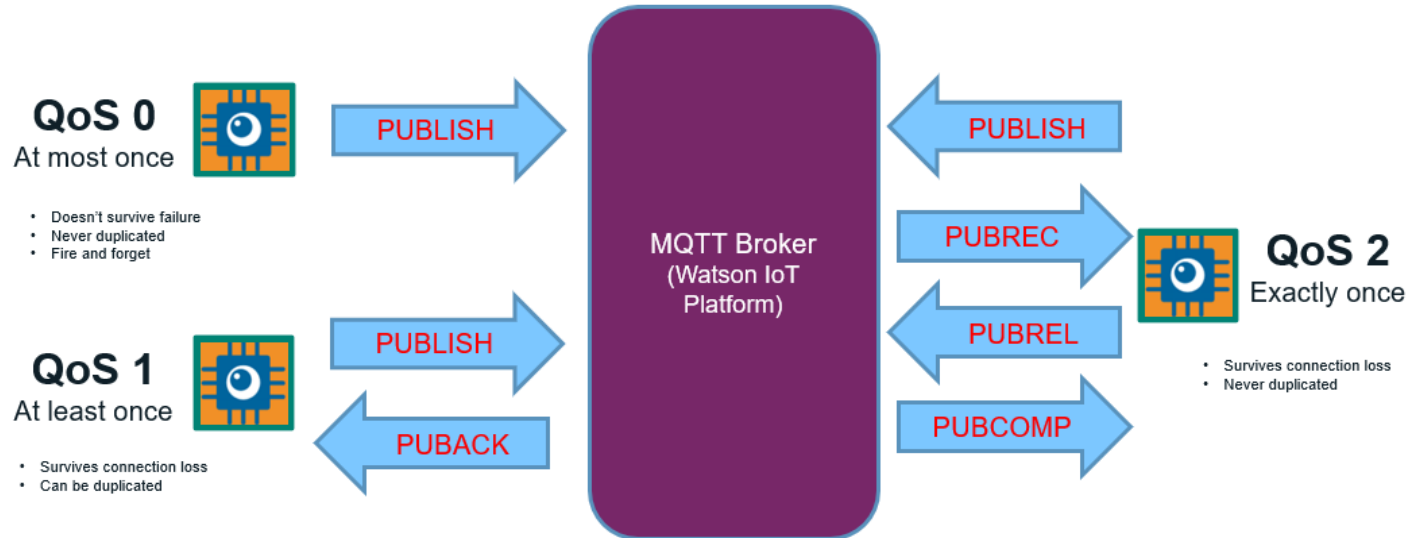 QoS 0
At most once
• Doesn't survive failure
• Never duplicated
• Fire and forget
PUBLISH
QoS 1
At least once
• Survives connection loss
• Can be duplicated
PUBLISH
PUBACK
MQTT Broker
(Watson IoT
Platform)
PUBLISH
PUBREC
PUBREL
PUBCOMP
QoS 2
Exactly once
• Survives connection loss
• Never duplicated